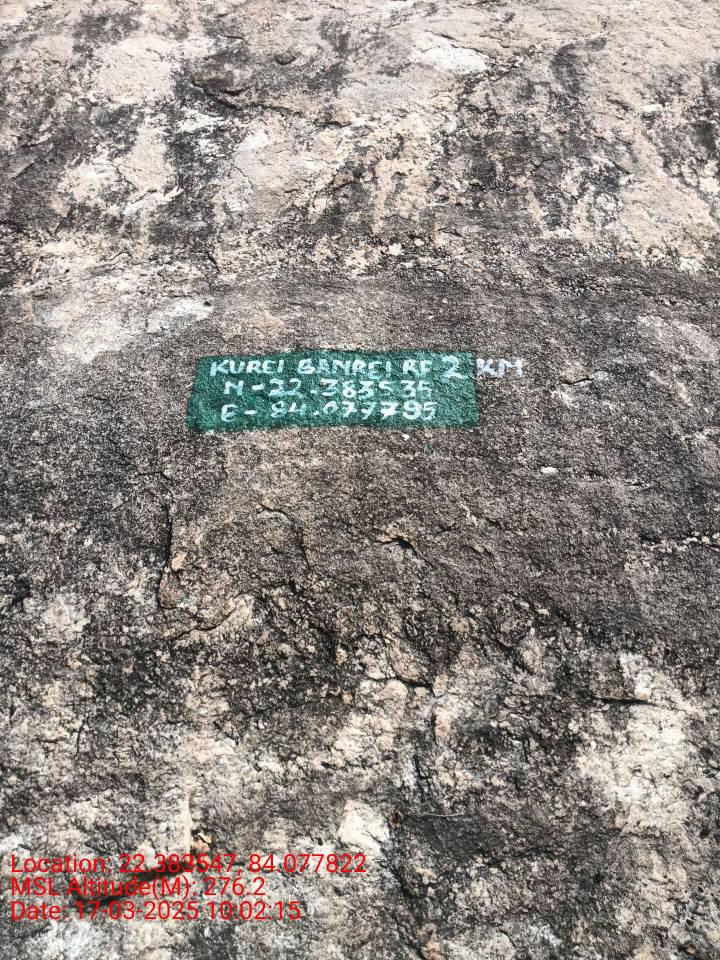 KUREI BANREI RF 2 KM
N-22.383535
E-84.077795
Location: 22.383547, 84.077822
MSL Altitude(M): 276.2
Date: 17-03-2025 10:02:15